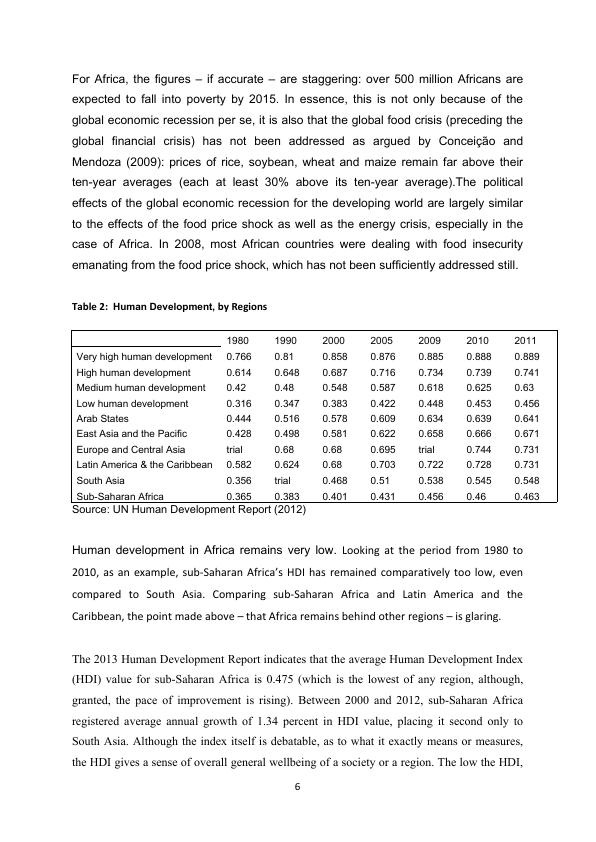 For Africa, the figures – if accurate – are staggering: over 500 million Africans are
expected to fall into poverty by 2015. In essence, this is not only because of the
global economic recession per se, it is also that the global food crisis (preceding the
global financial crisis) has not been addressed as argued by Conceição and
Mendoza (2009): prices of rice, soybean, wheat and maize remain far above their
ten-year averages (each at least 30% above its ten-year average).The political
effects of the global economic recession for the developing world are largely similar
to the effects of the food price shock as well as the energy crisis, especially in the
case of Africa. In 2008, most African countries were dealing with food insecurity
emanating from the food price shock, which has not been sufficiently addressed still.
Table 2: Human Development, by Regions
1980 1990 2000 2005 2009 2010 2011
Very high human development 0.766 0.81 0.858 0.876 0.885 0.888 0.889
High human development 0.614 0.648 0.687 0.716 0.734 0.739 0.741
Medium human development 0.42 0.48 0.548 0.587 0.618 0.625 0.63
Low human development 0.316 0.347 0.383 0.422 0.448 0.453 0.456
Arab States 0.444 0.516 0.578 0.609 0.634 0.639 0.641
East Asia and the Pacific 0.428 0.498 0.581 0.622 0.658 0.666 0.671
Europe and Central Asia trial 0.68 0.68 0.695 trial 0.744 0.731
Latin America & the Caribbean 0.582 0.624 0.68 0.703 0.722 0.728 0.731
South Asia 0.356 trial 0.468 0.51 0.538 0.545 0.548
Sub-Saharan Africa 0.365 0.383 0.401 0.431 0.456 0.46 0.463
Source: UN Human Development Report (2012)
Human development in Africa remains very low. Looking at the period from 1980 to
2010, as an example, sub-Saharan Africa's HDI has remained comparatively too low, even
compared to South Asia. Comparing sub-Saharan Africa and Latin America and the
Caribbean, the point made above – that Africa remains behind other regions – is glaring.
The 2013 Human Development Report indicates that the average Human Development Index
(HDI) value for sub-Saharan Africa is 0.475 (which is the lowest of any region, although,
granted, the pace of improvement is rising). Between 2000 and 2012, sub-Saharan Africa
registered average annual growth of 1.34 percent in HDI value, placing it second only to
South Asia. Although the index itself is debatable, as to what it exactly means or measures,
the HDI gives a sense of overall general wellbeing of a society or a region. The low the HDI,
6